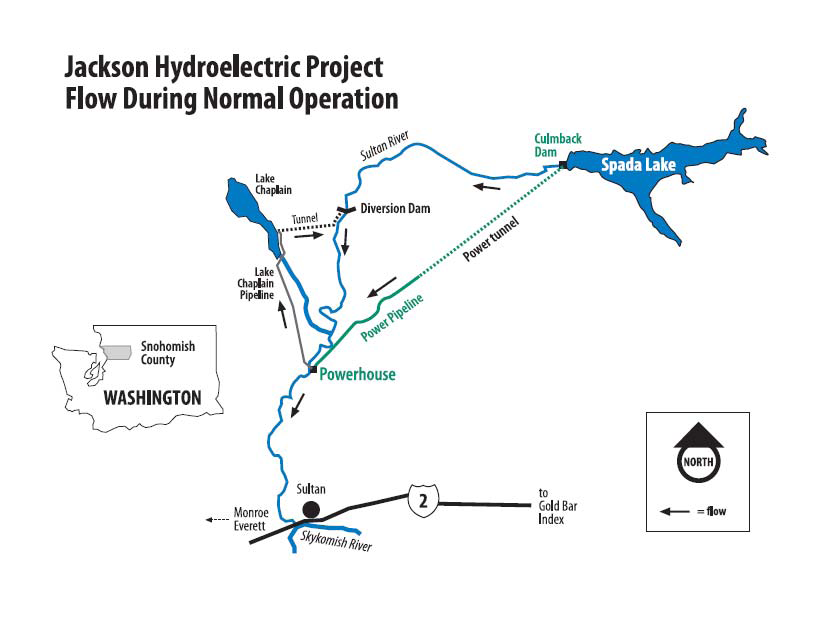 Jackson Hydroelectric Project
Flow During Normal Operation
Culmback
Dam
Spada Lake
Sultan River
Lake
Chaplain
Tunnel
Diversion Dam
Power tunnel
Lake
Chaplain
Pipeline
Power Pipeline
Snohomish
County
WASHINGTON
Powerhouse
NORTH
= flow
Sultan
2
to
Gold Bar
Index
Monroe
Everett
Skykomish River